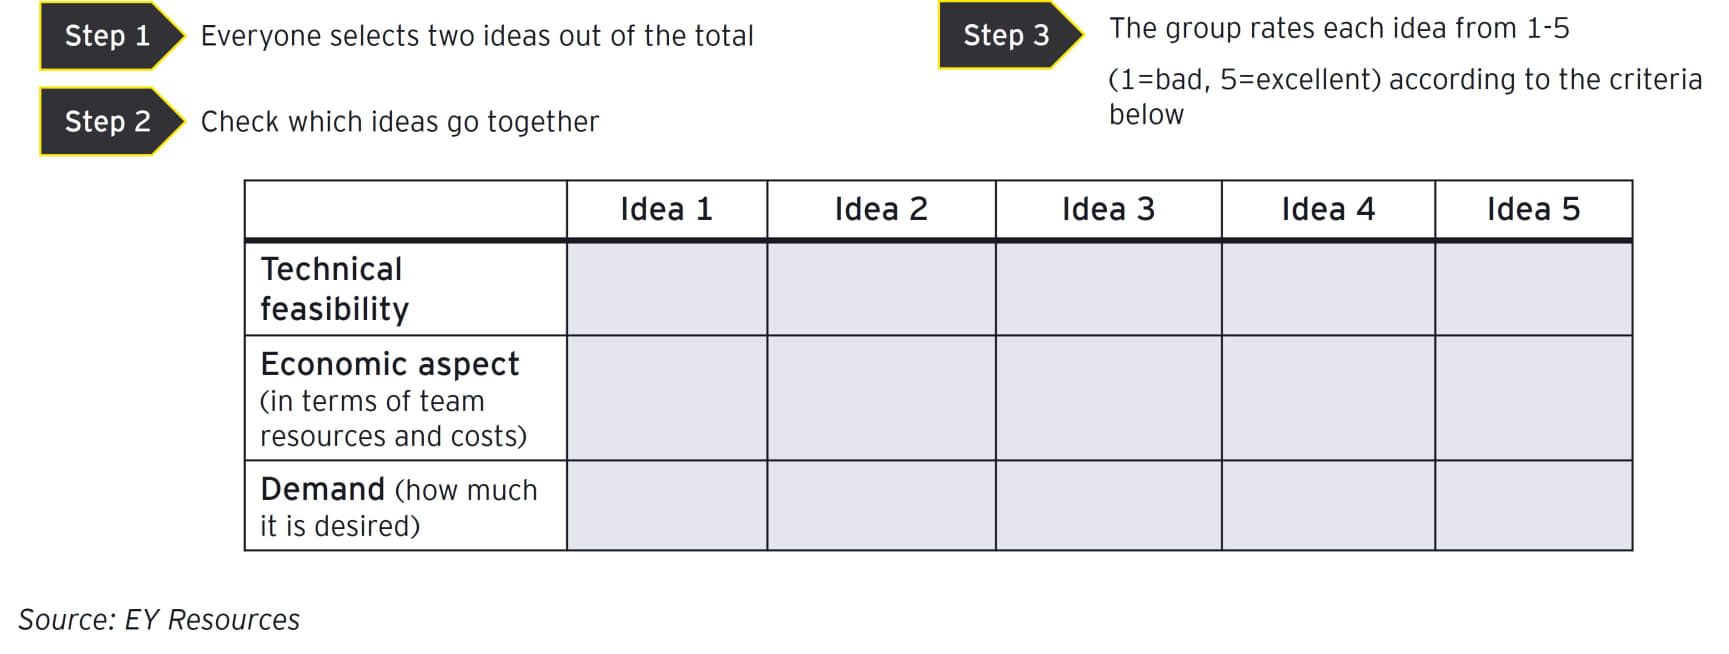 Step 1
Everyone selects two ideas out of the total
Step 2
Check which ideas go together
Step 3
The group rates each idea from 1-5
(1=bad, 5=excellent) according to the criteria
below
Idea 1
Idea 2
Idea 3
Idea 4
Idea 5
Technical
feasibility
Economic aspect
(in terms of team
resources and costs)
Demand (how much
it is desired)
Source: EY Resources